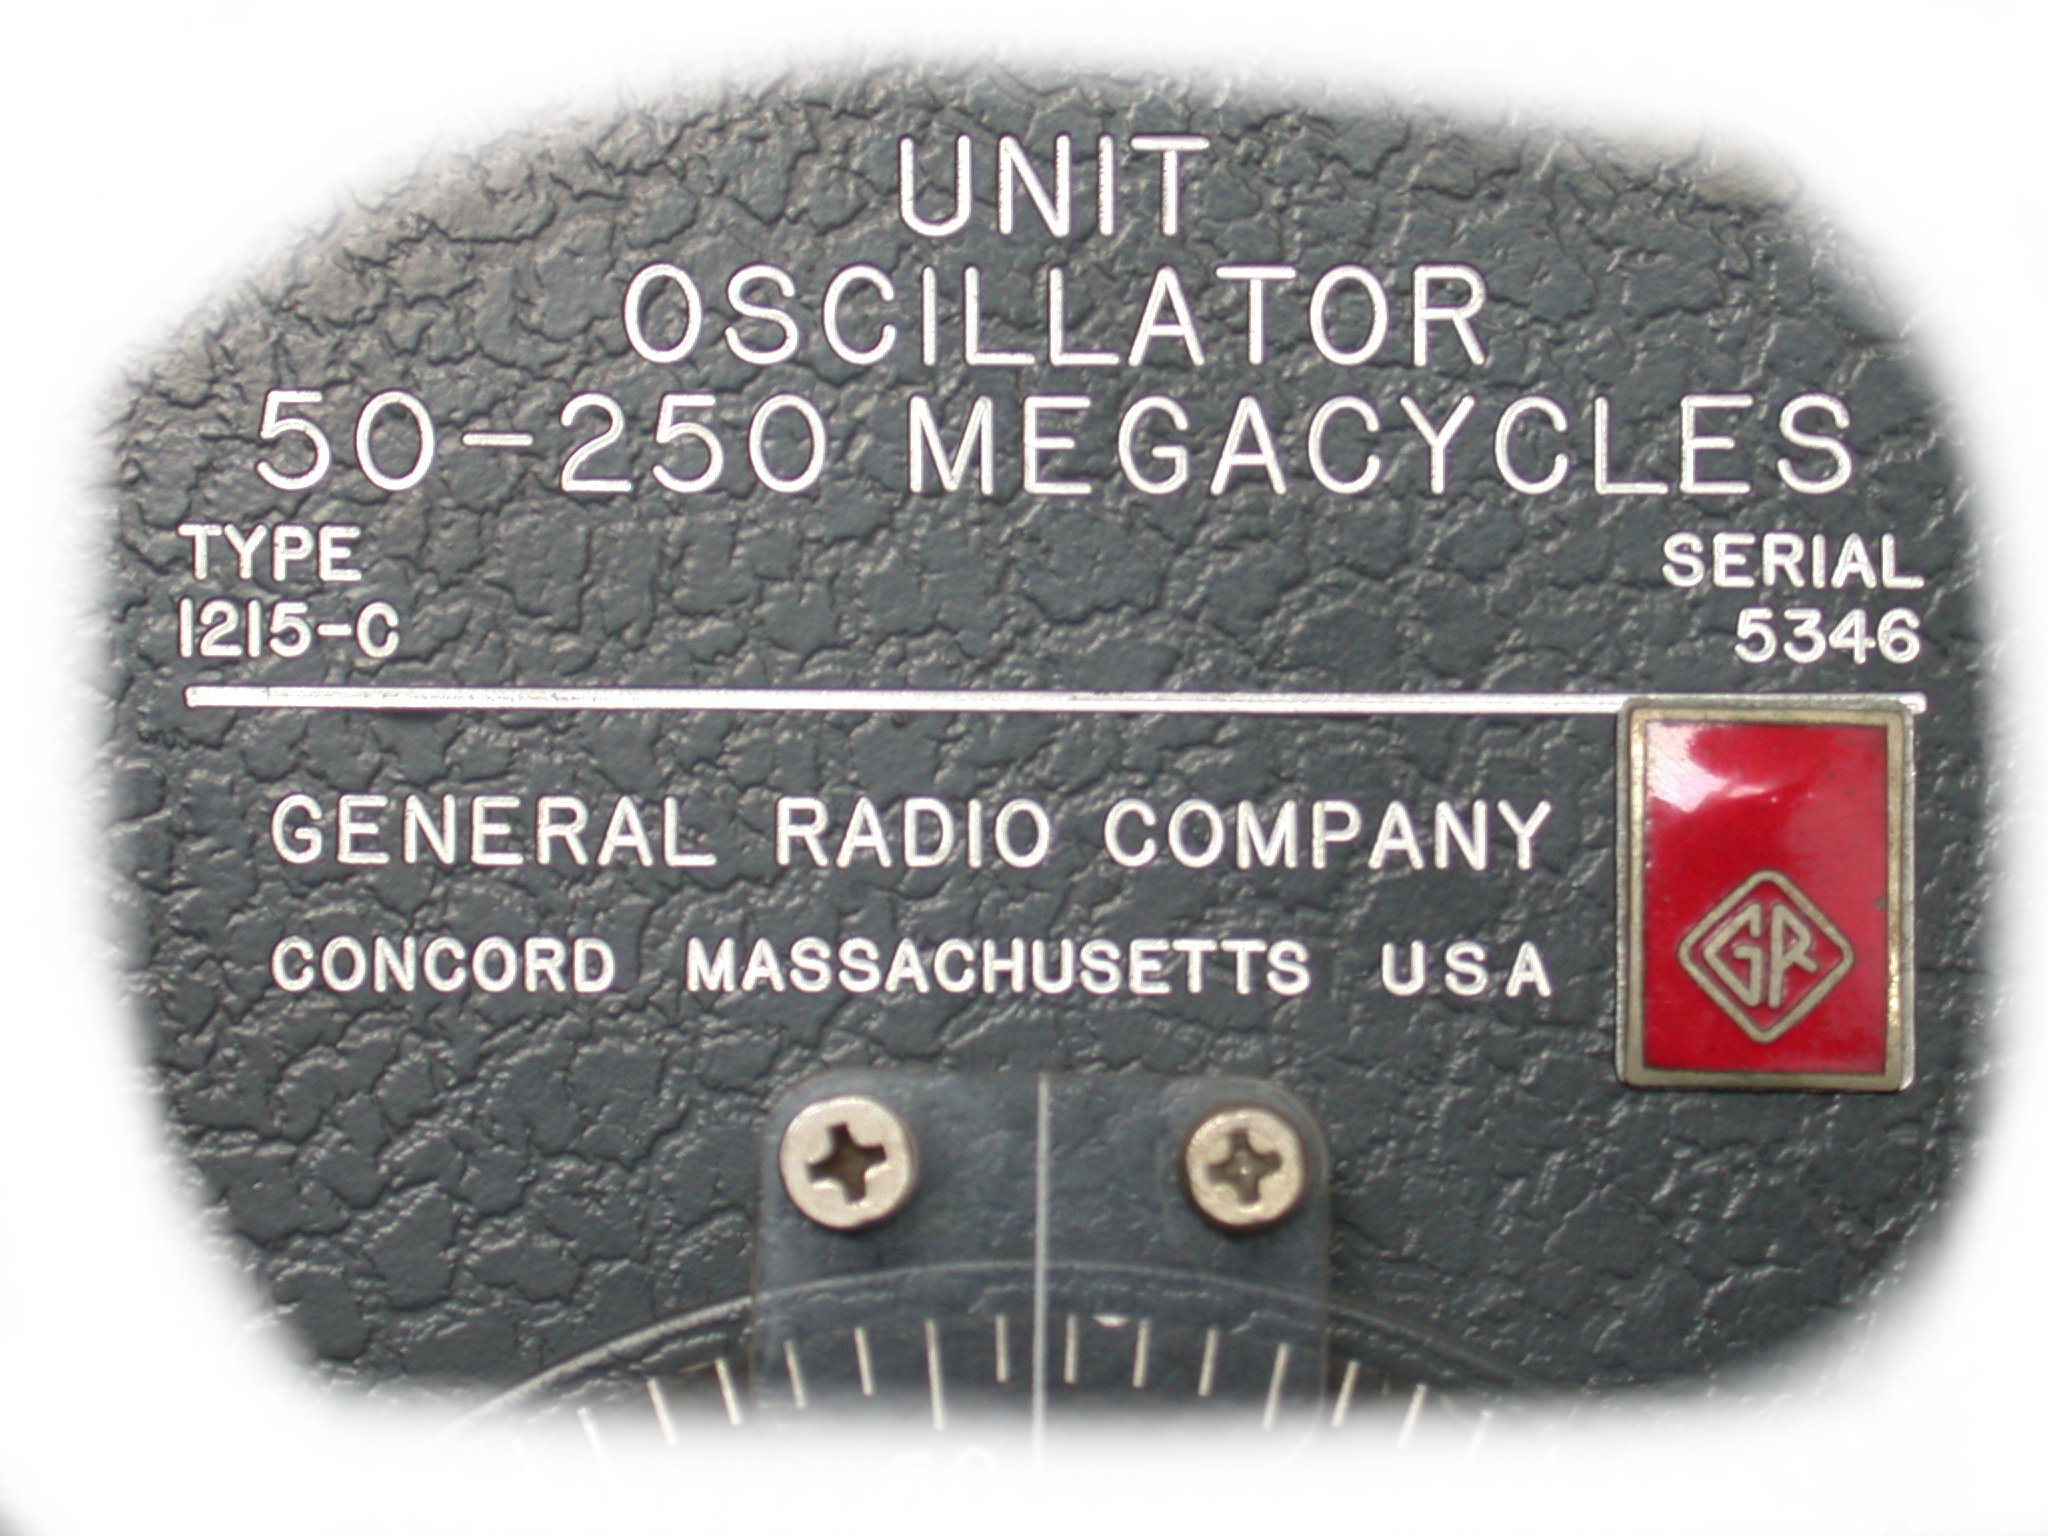 UNIT
OSCILLATOR
50-250 MEGACYCLES
TYPE
1215-C
SERIAL
5346
GENERAL RADIO COMPANY
CONCORD MASSACHUSETTS USA
GR